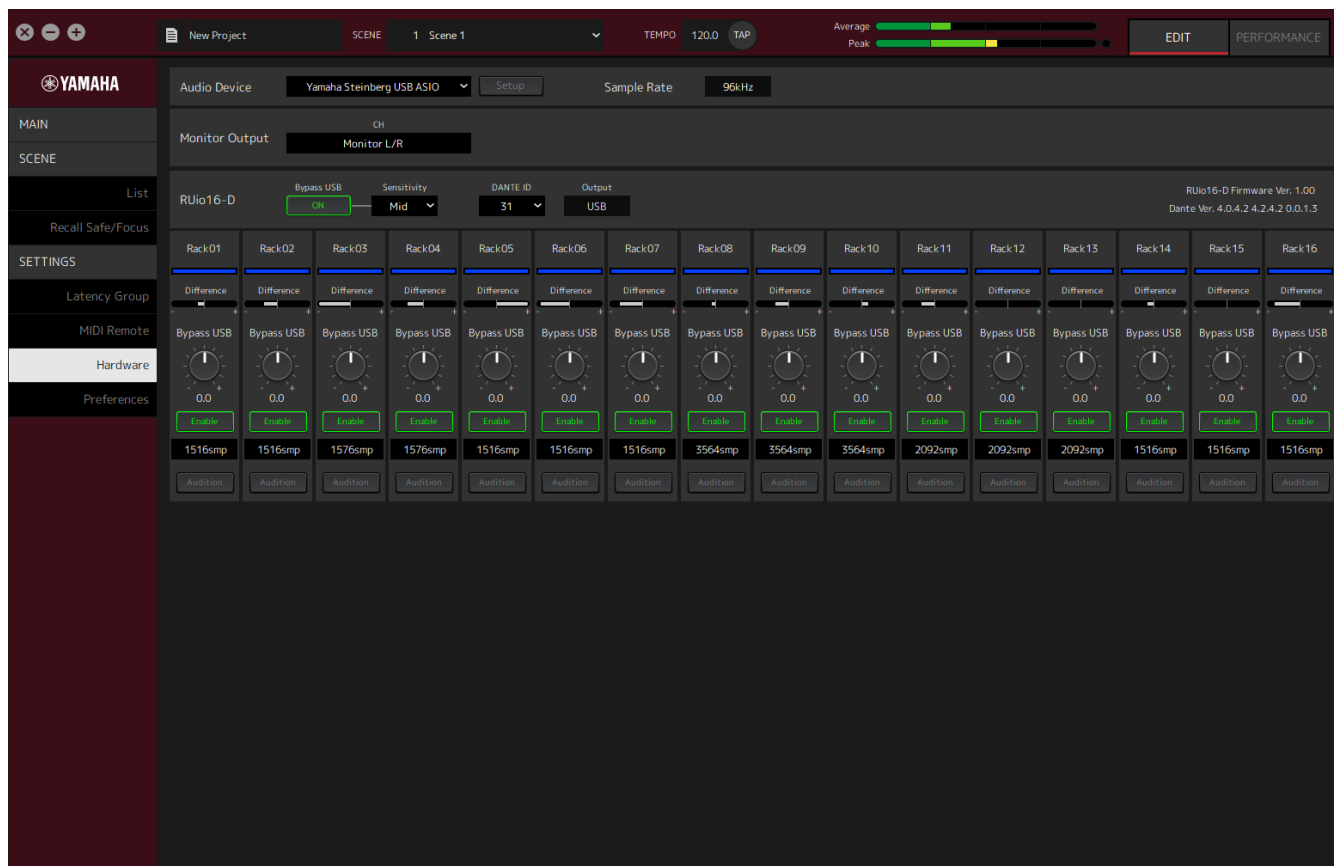 New Project SCENE 1 Scene 1 TEMPO 120.0 TAP Average Peak EDIT PERFORMANCE
YAMAHA
MAIN
SCENE
List
Recall Safe/Focus
SETTINGS
Latency Group
MIDI Remote
Hardware
Preferences
Audio Device Yamaha Steinberg USB ASIO Setup Sample Rate 96kHz
CH
Monitor Output Monitor L/R
Bypass USB Sensitivity DANTE ID Output
RUio16-D ON Mid 31 USB
RUio16-D Firmware Ver. 1.00
Dante Ver. 4.0.4.2 4.2.4.2 0.0.1.3
Rack01 Rack02 Rack03 Rack04 Rack05 Rack06 Rack07 Rack08 Rack09 Rack10 Rack11 Rack12 Rack13 Rack14 Rack15 Rack16
Difference Difference Difference Difference Difference Difference Difference Difference Difference Difference Difference Difference Difference Difference Difference Difference
- + - + - + - + - + - + - + - + - + - + - + - + - + - + - + - +
Bypass USB Bypass USB Bypass USB Bypass USB Bypass USB Bypass USB Bypass USB Bypass USB Bypass USB Bypass USB Bypass USB Bypass USB Bypass USB Bypass USB Bypass USB Bypass USB
- + - + - + - + - + - + - + - + - + - + - + - + - + - + - + - +
0.0 0.0 0.0 0.0 0.0 0.0 0.0 0.0 0.0 0.0 0.0 0.0 0.0 0.0 0.0 0.0
Enable Enable Enable Enable Enable Enable Enable Enable Enable Enable Enable Enable Enable Enable Enable Enable
1516smp 1516smp 1576smp 1576smp 1516smp 1516smp 1516smp 3564smp 3564smp 3564smp 2092smp 2092smp 2092smp 1516smp 1516smp 1516smp
Audition Audition Audition Audition Audition Audition Audition Audition Audition Audition Audition Audition Audition Audition Audition Audition